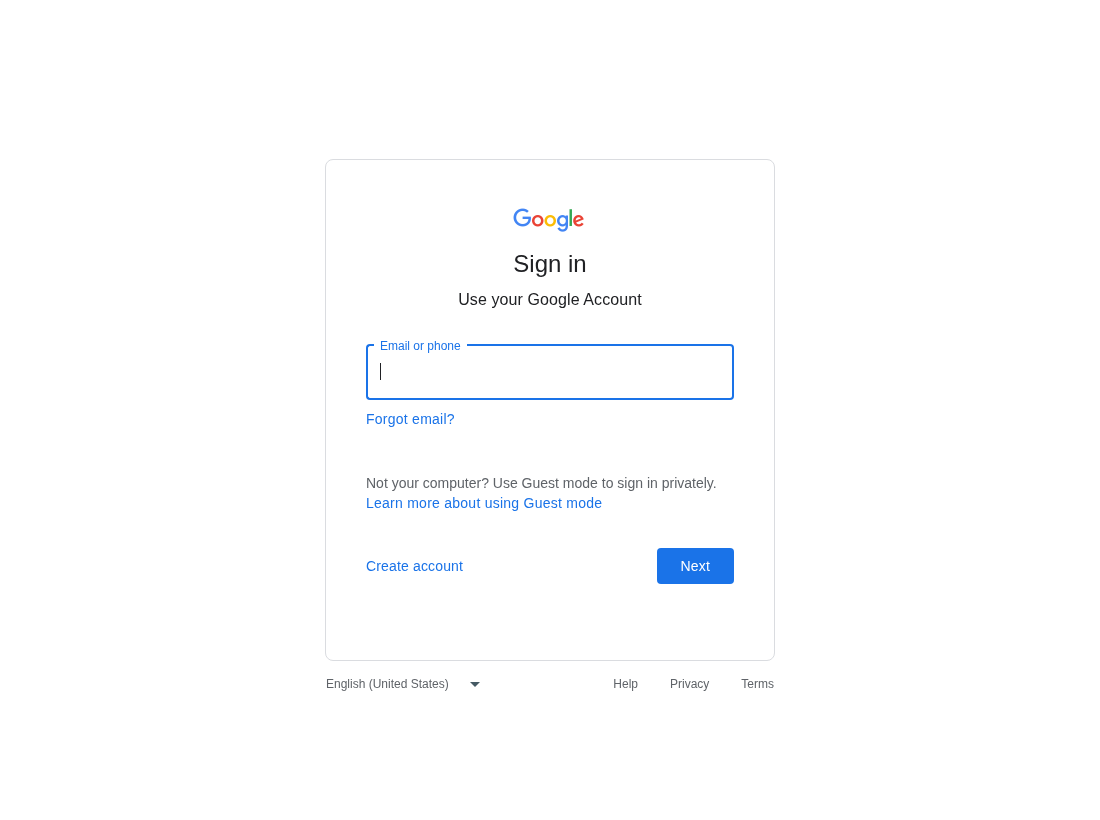 Google
Sign in
Use your Google Account
Email or phone
Forgot email?
Not your computer? Use Guest mode to sign in privately.
Learn more about using Guest mode
Create account
Next
English (United States)
Help
Privacy
Terms